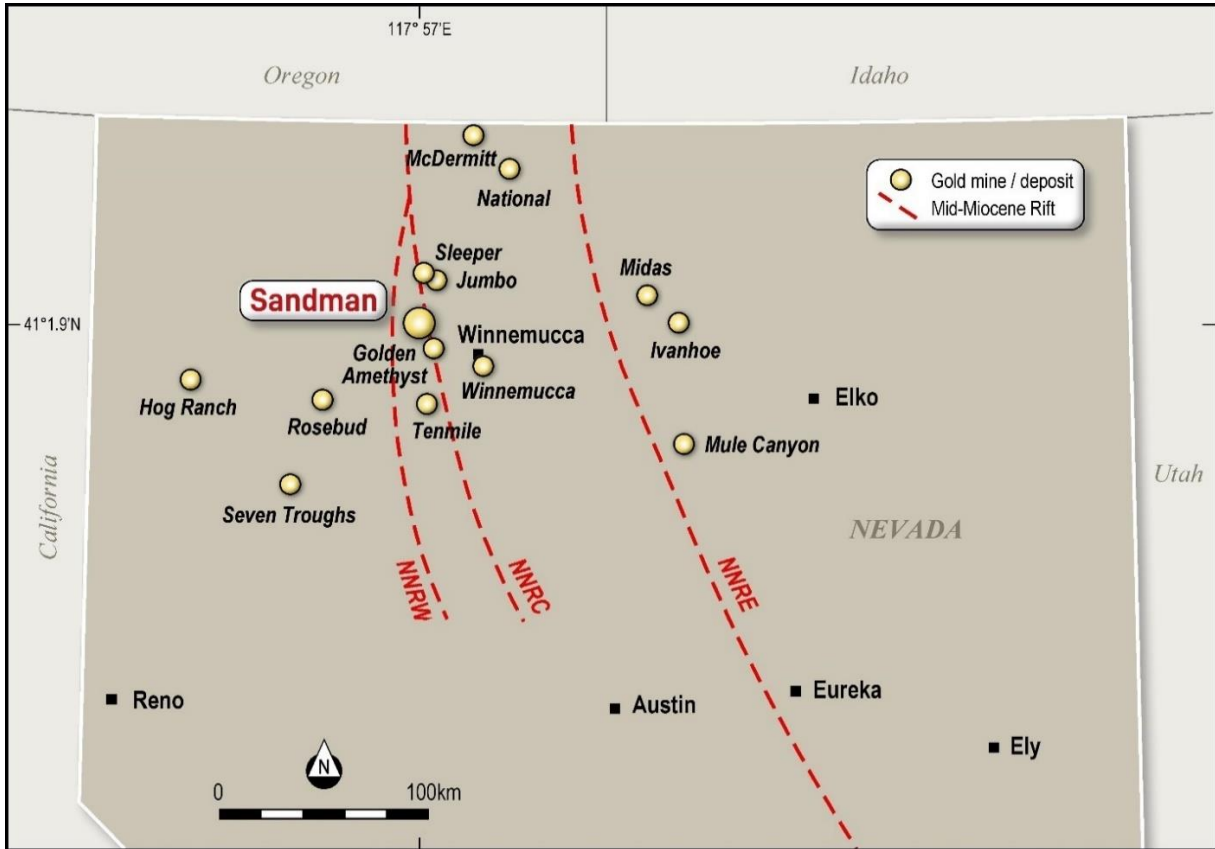 117° 57'E
Oregon
Idaho
McDermitt
National
Gold mine / deposit
Mid-Miocene Rift
Sleeper
Jumbo
Midas
Sandman
41°1.9'N
Winnemucca
Ivanhoe
Golden
Amethyst
Winnemucca
Hog Ranch
Rosebud
Tenmile
Elko
Mule Canyon
Seven Troughs
California
Utah
NEVADA
NNRW
NNRC
NNRE
Reno
Austin
Eureka
Ely
N
0 100km